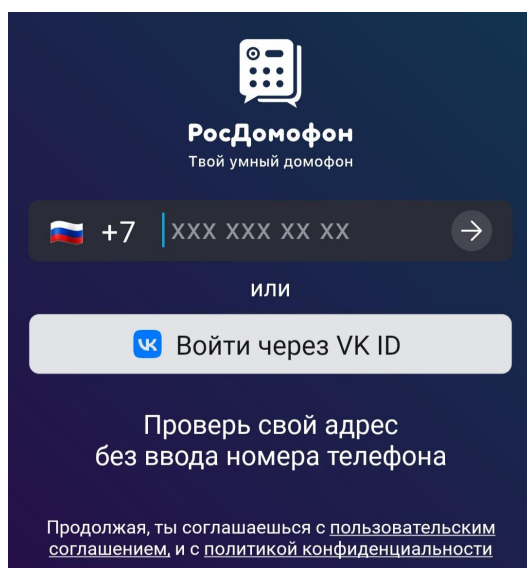 РосДомофон
Твой умный домофон
+7 XXX XXX XX XX
или
Войти через VK ID
Проверь свой адрес
без ввода номера телефона
Продолжая, ты соглашаешься с пользовательским
соглашением, и с политикой конфиденциальности